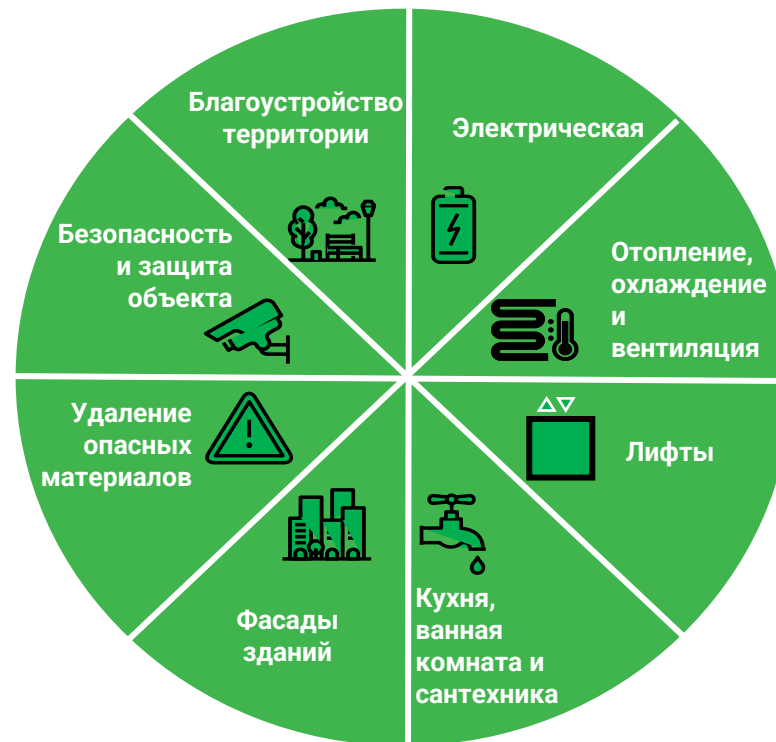 Благоустройство
территории
Электрическая
Отопление,
охлаждение
и
вентиляция
Лифты
Кухня,
ванная
комната и
сантехника
Фасады
зданий
Удаление
опасных
материалов
Безопасность
и защита
объекта